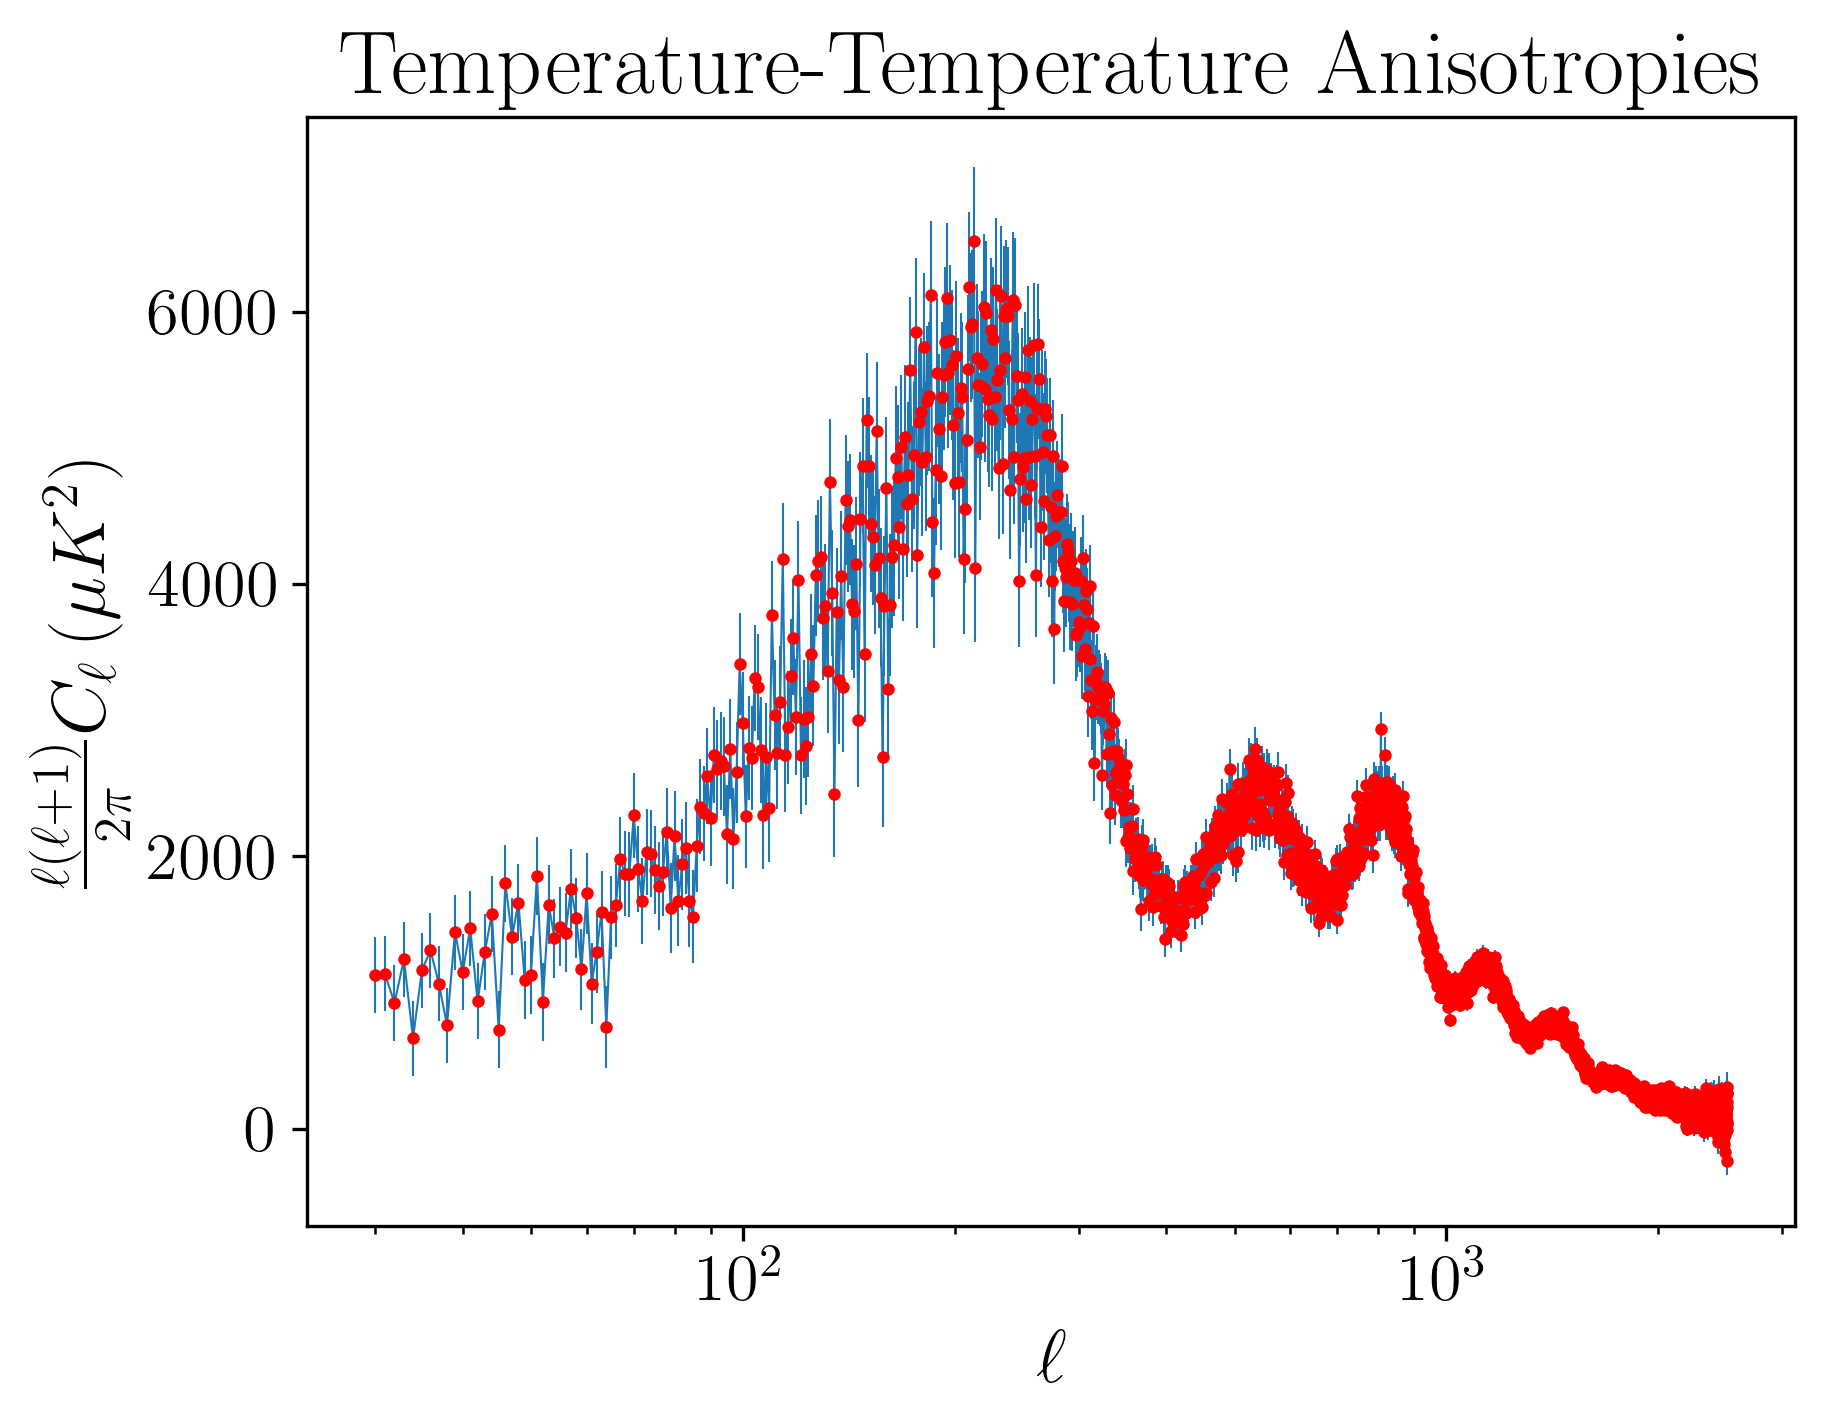 Temperature-Temperature Anisotropies
ℓ(ℓ+1)/2π C_ℓ (μK²)
6000
4000
2000
0
10² 10³
ℓ